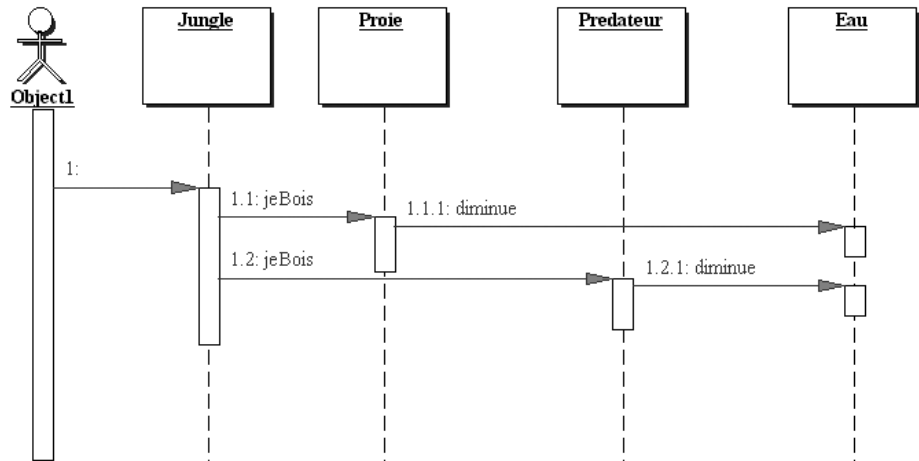 Jungle
Proie
Predateur
Eau
Object1
1:
1.1: jeBois
1.1.1: diminue
1.2: jeBois
1.2.1: diminue